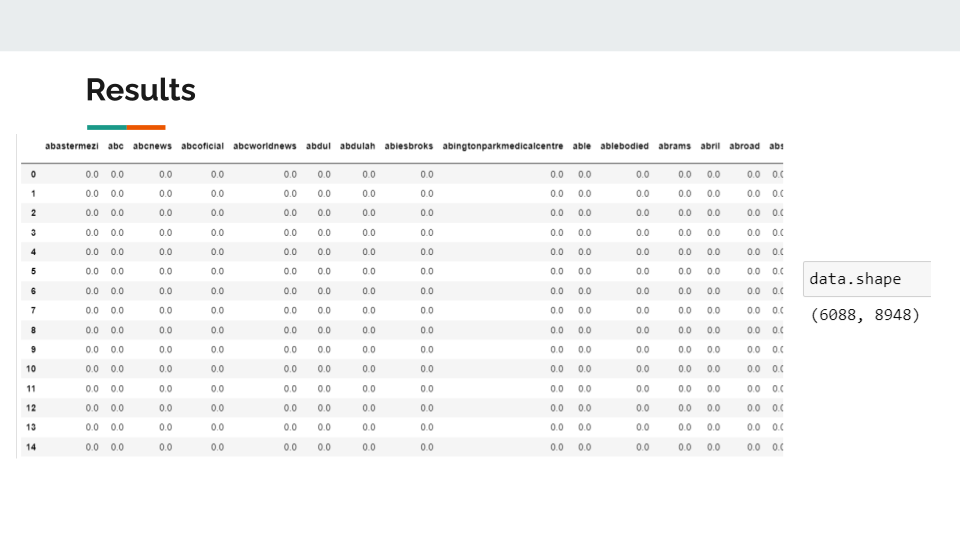 Results
abastermezi abc abcnews abcoficial abcworldnews abdul abdulah abiesbroks abingtonparkmedicalcentre able ablebodied abrams abril abroad abs
0 0.0 0.0 0.0 0.0 0.0 0.0 0.0 0.0 0.0 0.0 0.0 0.0 0.0 0.0 0.0
1 0.0 0.0 0.0 0.0 0.0 0.0 0.0 0.0 0.0 0.0 0.0 0.0 0.0 0.0 0.0
2 0.0 0.0 0.0 0.0 0.0 0.0 0.0 0.0 0.0 0.0 0.0 0.0 0.0 0.0 0.0
3 0.0 0.0 0.0 0.0 0.0 0.0 0.0 0.0 0.0 0.0 0.0 0.0 0.0 0.0 0.0
4 0.0 0.0 0.0 0.0 0.0 0.0 0.0 0.0 0.0 0.0 0.0 0.0 0.0 0.0 0.0
5 0.0 0.0 0.0 0.0 0.0 0.0 0.0 0.0 0.0 0.0 0.0 0.0 0.0 0.0 0.0
6 0.0 0.0 0.0 0.0 0.0 0.0 0.0 0.0 0.0 0.0 0.0 0.0 0.0 0.0 0.0
7 0.0 0.0 0.0 0.0 0.0 0.0 0.0 0.0 0.0 0.0 0.0 0.0 0.0 0.0 0.0
8 0.0 0.0 0.0 0.0 0.0 0.0 0.0 0.0 0.0 0.0 0.0 0.0 0.0 0.0 0.0
9 0.0 0.0 0.0 0.0 0.0 0.0 0.0 0.0 0.0 0.0 0.0 0.0 0.0 0.0 0.0
10 0.0 0.0 0.0 0.0 0.0 0.0 0.0 0.0 0.0 0.0 0.0 0.0 0.0 0.0 0.0
11 0.0 0.0 0.0 0.0 0.0 0.0 0.0 0.0 0.0 0.0 0.0 0.0 0.0 0.0 0.0
12 0.0 0.0 0.0 0.0 0.0 0.0 0.0 0.0 0.0 0.0 0.0 0.0 0.0 0.0 0.0
13 0.0 0.0 0.0 0.0 0.0 0.0 0.0 0.0 0.0 0.0 0.0 0.0 0.0 0.0 0.0
14 0.0 0.0 0.0 0.0 0.0 0.0 0.0 0.0 0.0 0.0 0.0 0.0 0.0 0.0 0.0
data.shape
(6088, 8948)